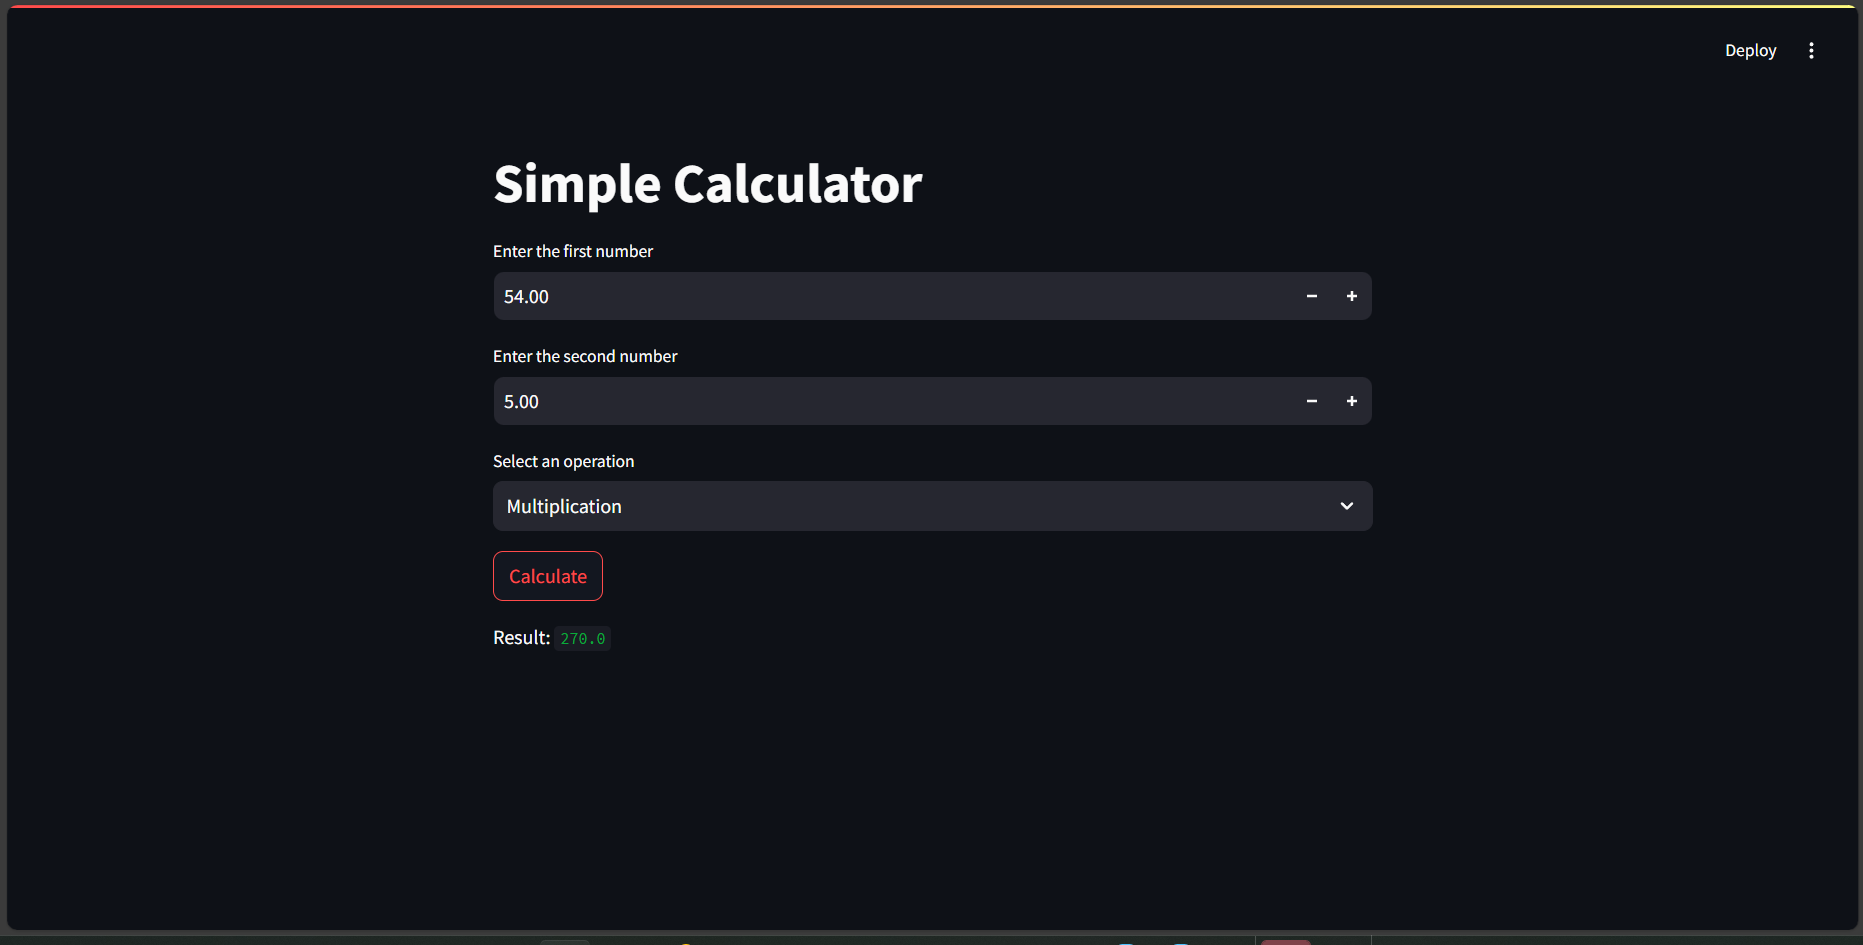 Deploy
Simple Calculator
Enter the first number
54.00
Enter the second number
5.00
Select an operation
Multiplication
Calculate
Result: 270.0